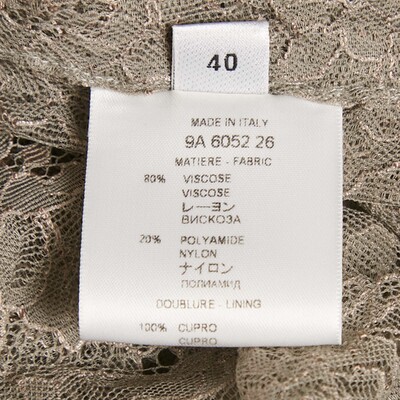 40
MADE IN ITALY
9A 6052 26
MATIERE - FABRIC
80% VISCOSE
VISCOSE
レーヨン
ВИСКОЗА
20% POLYAMIDE
NYLON
ナイロン
ПОЛИАМИД
DOUBLURE - LINING
100% CUPRO
CUPRO